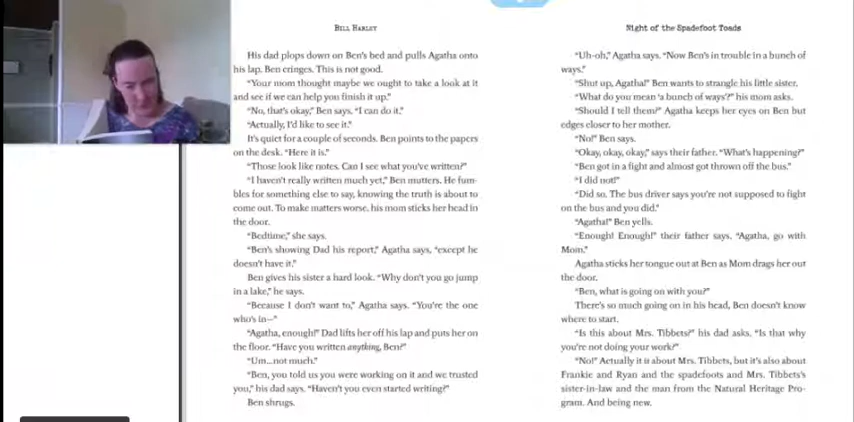 BILL HARLEY
His dad plops down on Ben's bed and pulls Agatha onto
his lap. Ben cringes. This is not good.
"Your mom thought maybe we ought to take a look at it
and see if we can help you finish it up."
"No, that's okay," Ben says. "I can do it."
"Actually, I'd like to see it."
It's quiet for a couple of seconds. Ben points to the papers
on the desk. "Here it is."
"Those look like notes. Can I see what you've written?"
"I haven't really written much yet," Ben mutters. He fum-
bles for something else to say, knowing the truth is about to
come out. To make matters worse, his mom sticks her head in
the door.
"Bedtime," she says.
"Ben's showing Dad his report," Agatha says, "except he
doesn't have it."
Ben gives his sister a hard look. "Why don't you go jump
in a lake," he says.
"Because I don't want to," Agatha says. "You're the one
who's in—"
"Agatha, enough!" Dad lifts her off his lap and puts her on
the floor. "Have you written anything, Ben?"
"Um...not much."
"Ben, you told us you were working on it and we trusted
you," his dad says. "Haven't you even started writing?"
Ben shrugs.
Night of the Spadefoot Toads
"Uh-oh," Agatha says. "Now Ben's in trouble in a bunch of
ways."
"Shut up, Agatha!" Ben wants to strangle his little sister.
"What do you mean 'a bunch of ways'?" his mom asks.
"Should I tell them?" Agatha keeps her eyes on Ben but
edges closer to her mother.
"No!" Ben says.
"Okay, okay, okay," says their father. "What's happening?"
"Ben got in a fight and almost got thrown off the bus."
"I did not!"
"Did so. The bus driver says you're not supposed to fight
on the bus and you did."
"Agatha!" Ben yells.
"Enough! Enough!" their father says. "Agatha, go with
Mom."
Agatha sticks her tongue out at Ben as Mom drags her out
the door.
"Ben, what is going on with you?"
There's so much going on in his head, Ben doesn't know
where to start.
"Is this about Mrs. Tibbets?" his dad asks. "Is that why
you're not doing your work?"
"No!" Actually it is about Mrs. Tibbets, but it's also about
Frankie and Ryan and the spadefoots and Mrs. Tibbets's
sister-in-law and the man from the Natural Heritage Pro-
gram. And being new.